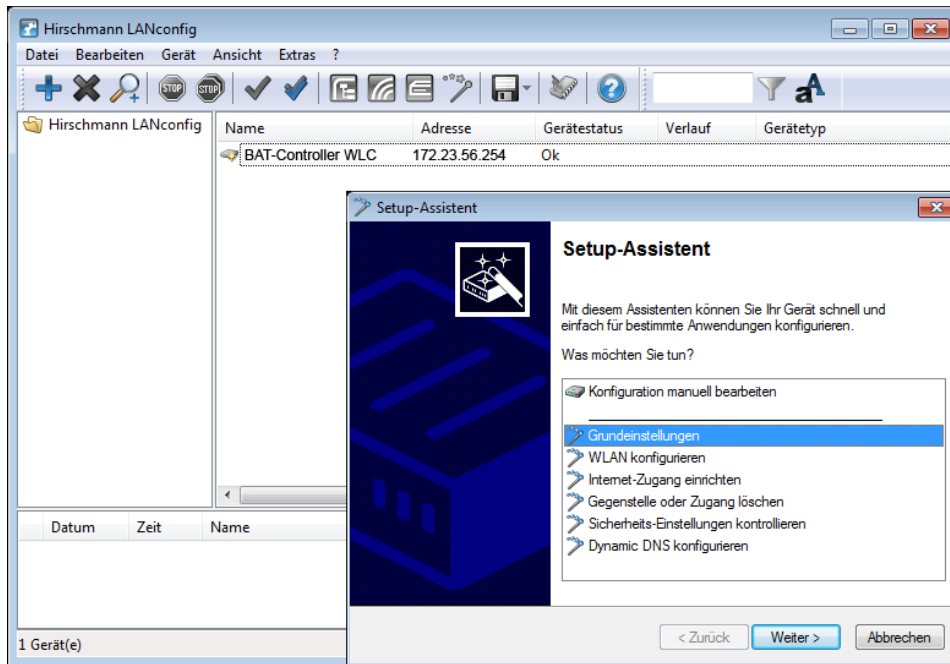 Hirschmann LANconfig
Datei Bearbeiten Gerät Ansicht Extras ?
STOP STOP
Hirschmann LANconfig
Name Adresse Gerätestatus Verlauf Gerätetyp
BAT-Controller WLC 172.23.56.254 Ok
Setup-Assistent
Setup-Assistent
Mit diesem Assistenten können Sie Ihr Gerät schnell und
einfach für bestimmte Anwendungen konfigurieren.
Was möchten Sie tun?
Konfiguration manuell bearbeiten
Grundeinstellungen
WLAN konfigurieren
Internet-Zugang einrichten
Gegenstelle oder Zugang löschen
Sicherheits-Einstellungen kontrollieren
Dynamic DNS konfigurieren
Datum Zeit Name
< Zurück Weiter > Abbrechen
1 Gerät(e)